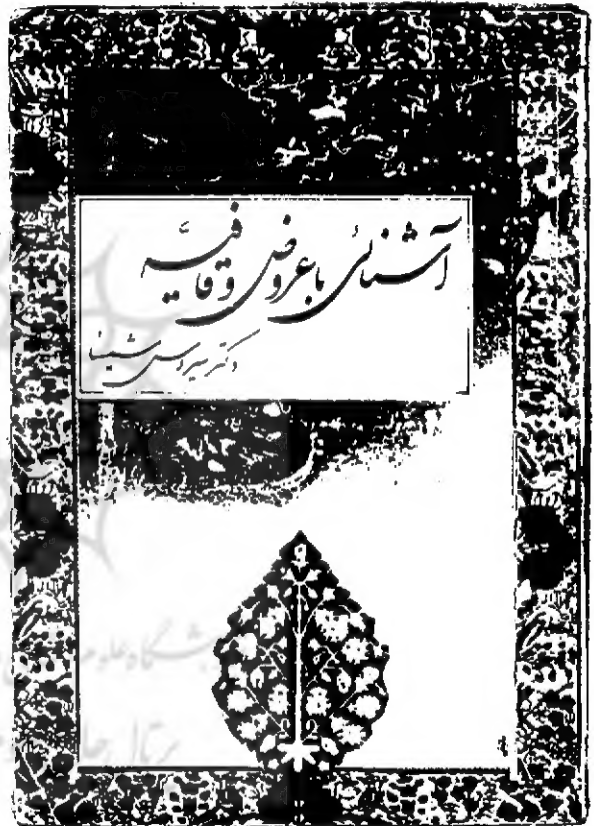 آشنائی با عروض و قافیه
دکتر سیروس شمیسا